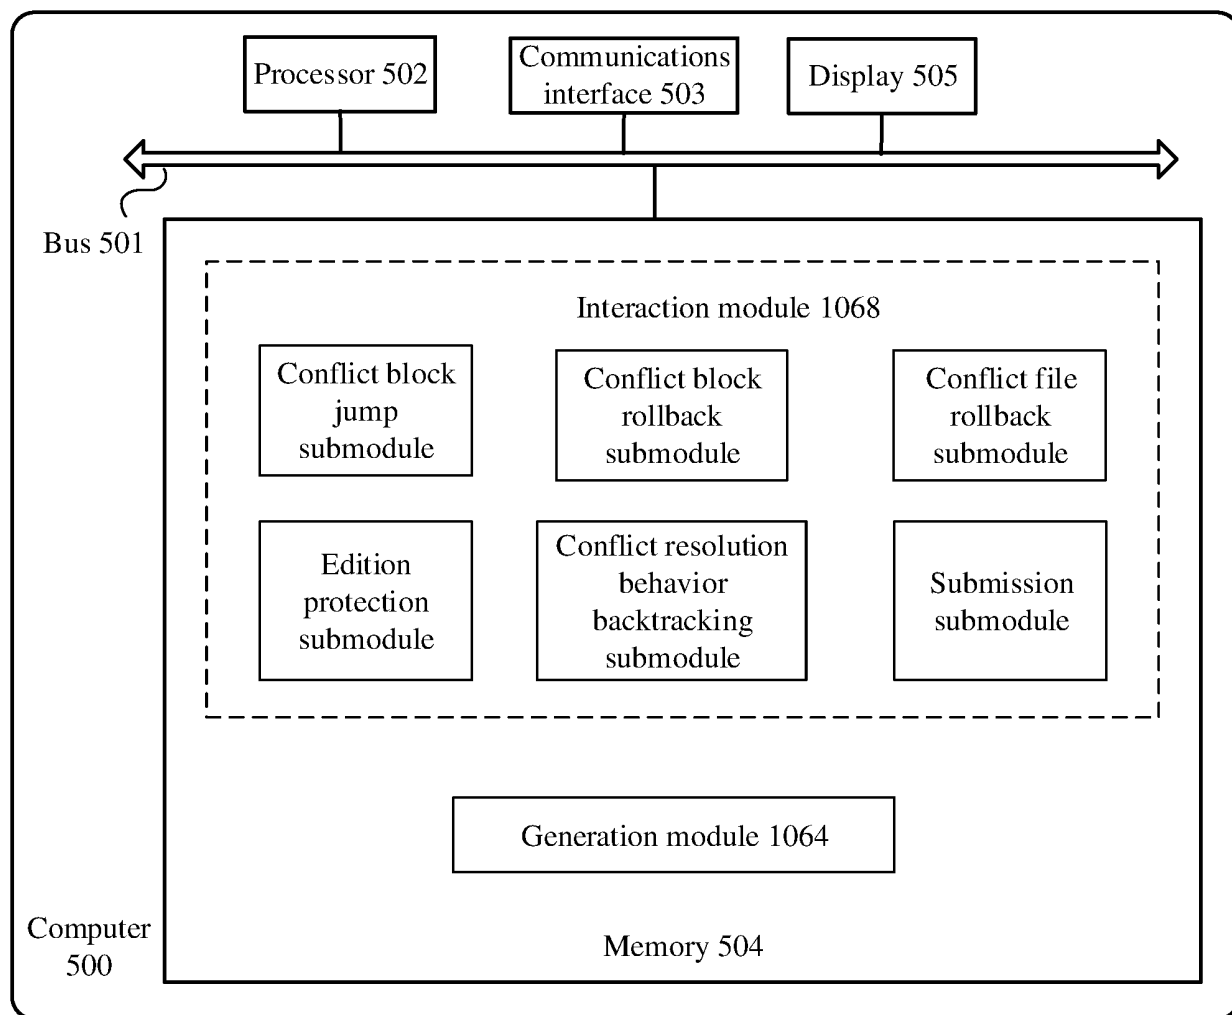 Processor 502
Communications
interface 503
Display 505
Bus 501
Interaction module 1068
Conflict block
jump
submodule
Conflict block
rollback
submodule
Conflict file
rollback
submodule
Edition
protection
submodule
Conflict resolution
behavior
backtracking
submodule
Submission
submodule
Generation module 1064
Computer
500
Memory 504